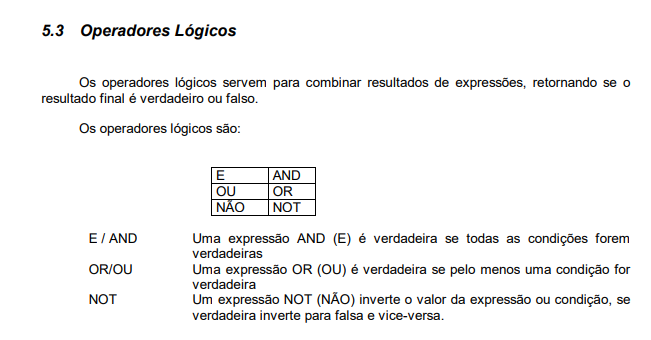 5.3 Operadores Lógicos
Os operadores lógicos servem para combinar resultados de expressões, retornando se o
resultado final é verdadeiro ou falso.
Os operadores lógicos são:
E AND
OU OR
NÃO NOT
E / AND Uma expressão AND (E) é verdadeira se todas as condições forem
verdadeiras
OR/OU Uma expressão OR (OU) é verdadeira se pelo menos uma condição for
verdadeira
NOT Um expressão NOT (NÃO) inverte o valor da expressão ou condição, se
verdadeira inverte para falsa e vice-versa.